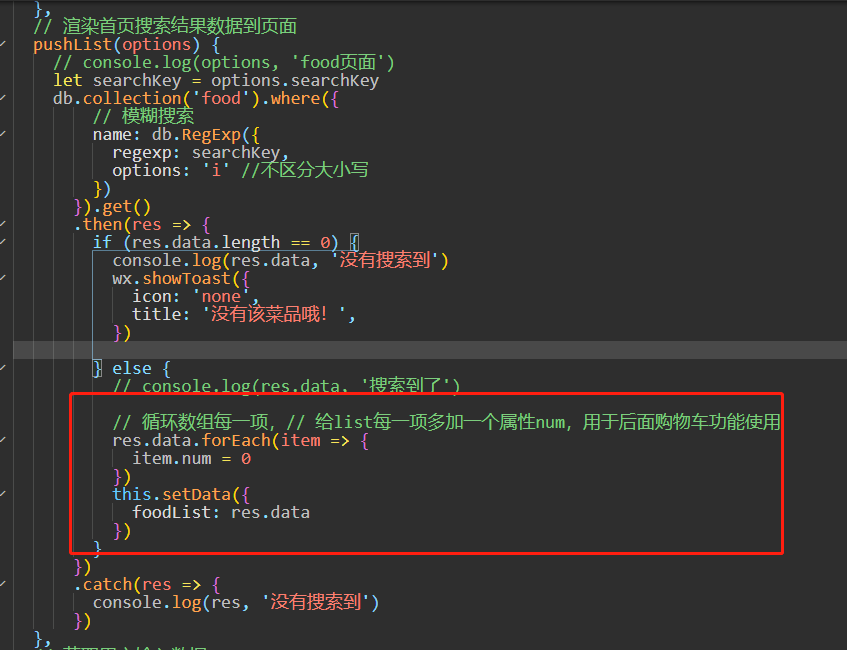 },
// 渲染首页搜索结果数据到页面
pushList(options) {
// console.log(options, 'food页面')
let searchKey = options.searchKey
db.collection('food').where({
// 模糊搜索
name: db.RegExp({
regexp: searchKey,
options: 'i' //不区分大小写
})
}).get()
.then(res => {
if (res.data.length == 0) {
console.log(res.data, '没有搜索到')
wx.showToast({
icon: 'none',
title: '没有该菜品哦！',
})
} else {
// console.log(res.data, '搜索到了')
// 循环数组每一项，// 给list每一项多加一个属性num，用于后面购物车功能使用
res.data.forEach(item => {
item.num = 0
})
this.setData({
foodList: res.data
})
}
})
.catch(res => {
console.log(res, '没有搜索到')
})
},